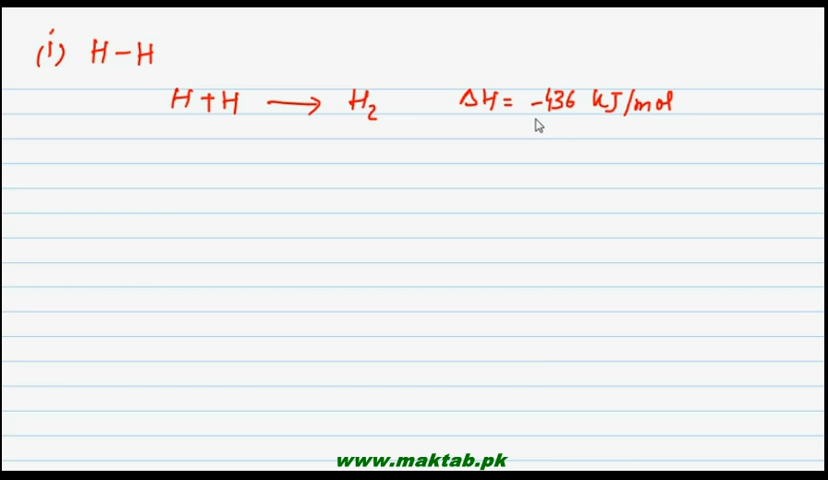 (i) H-H
H+H ⟶ H₂ ΔH = -436 KJ/mol
www.maktab.pk